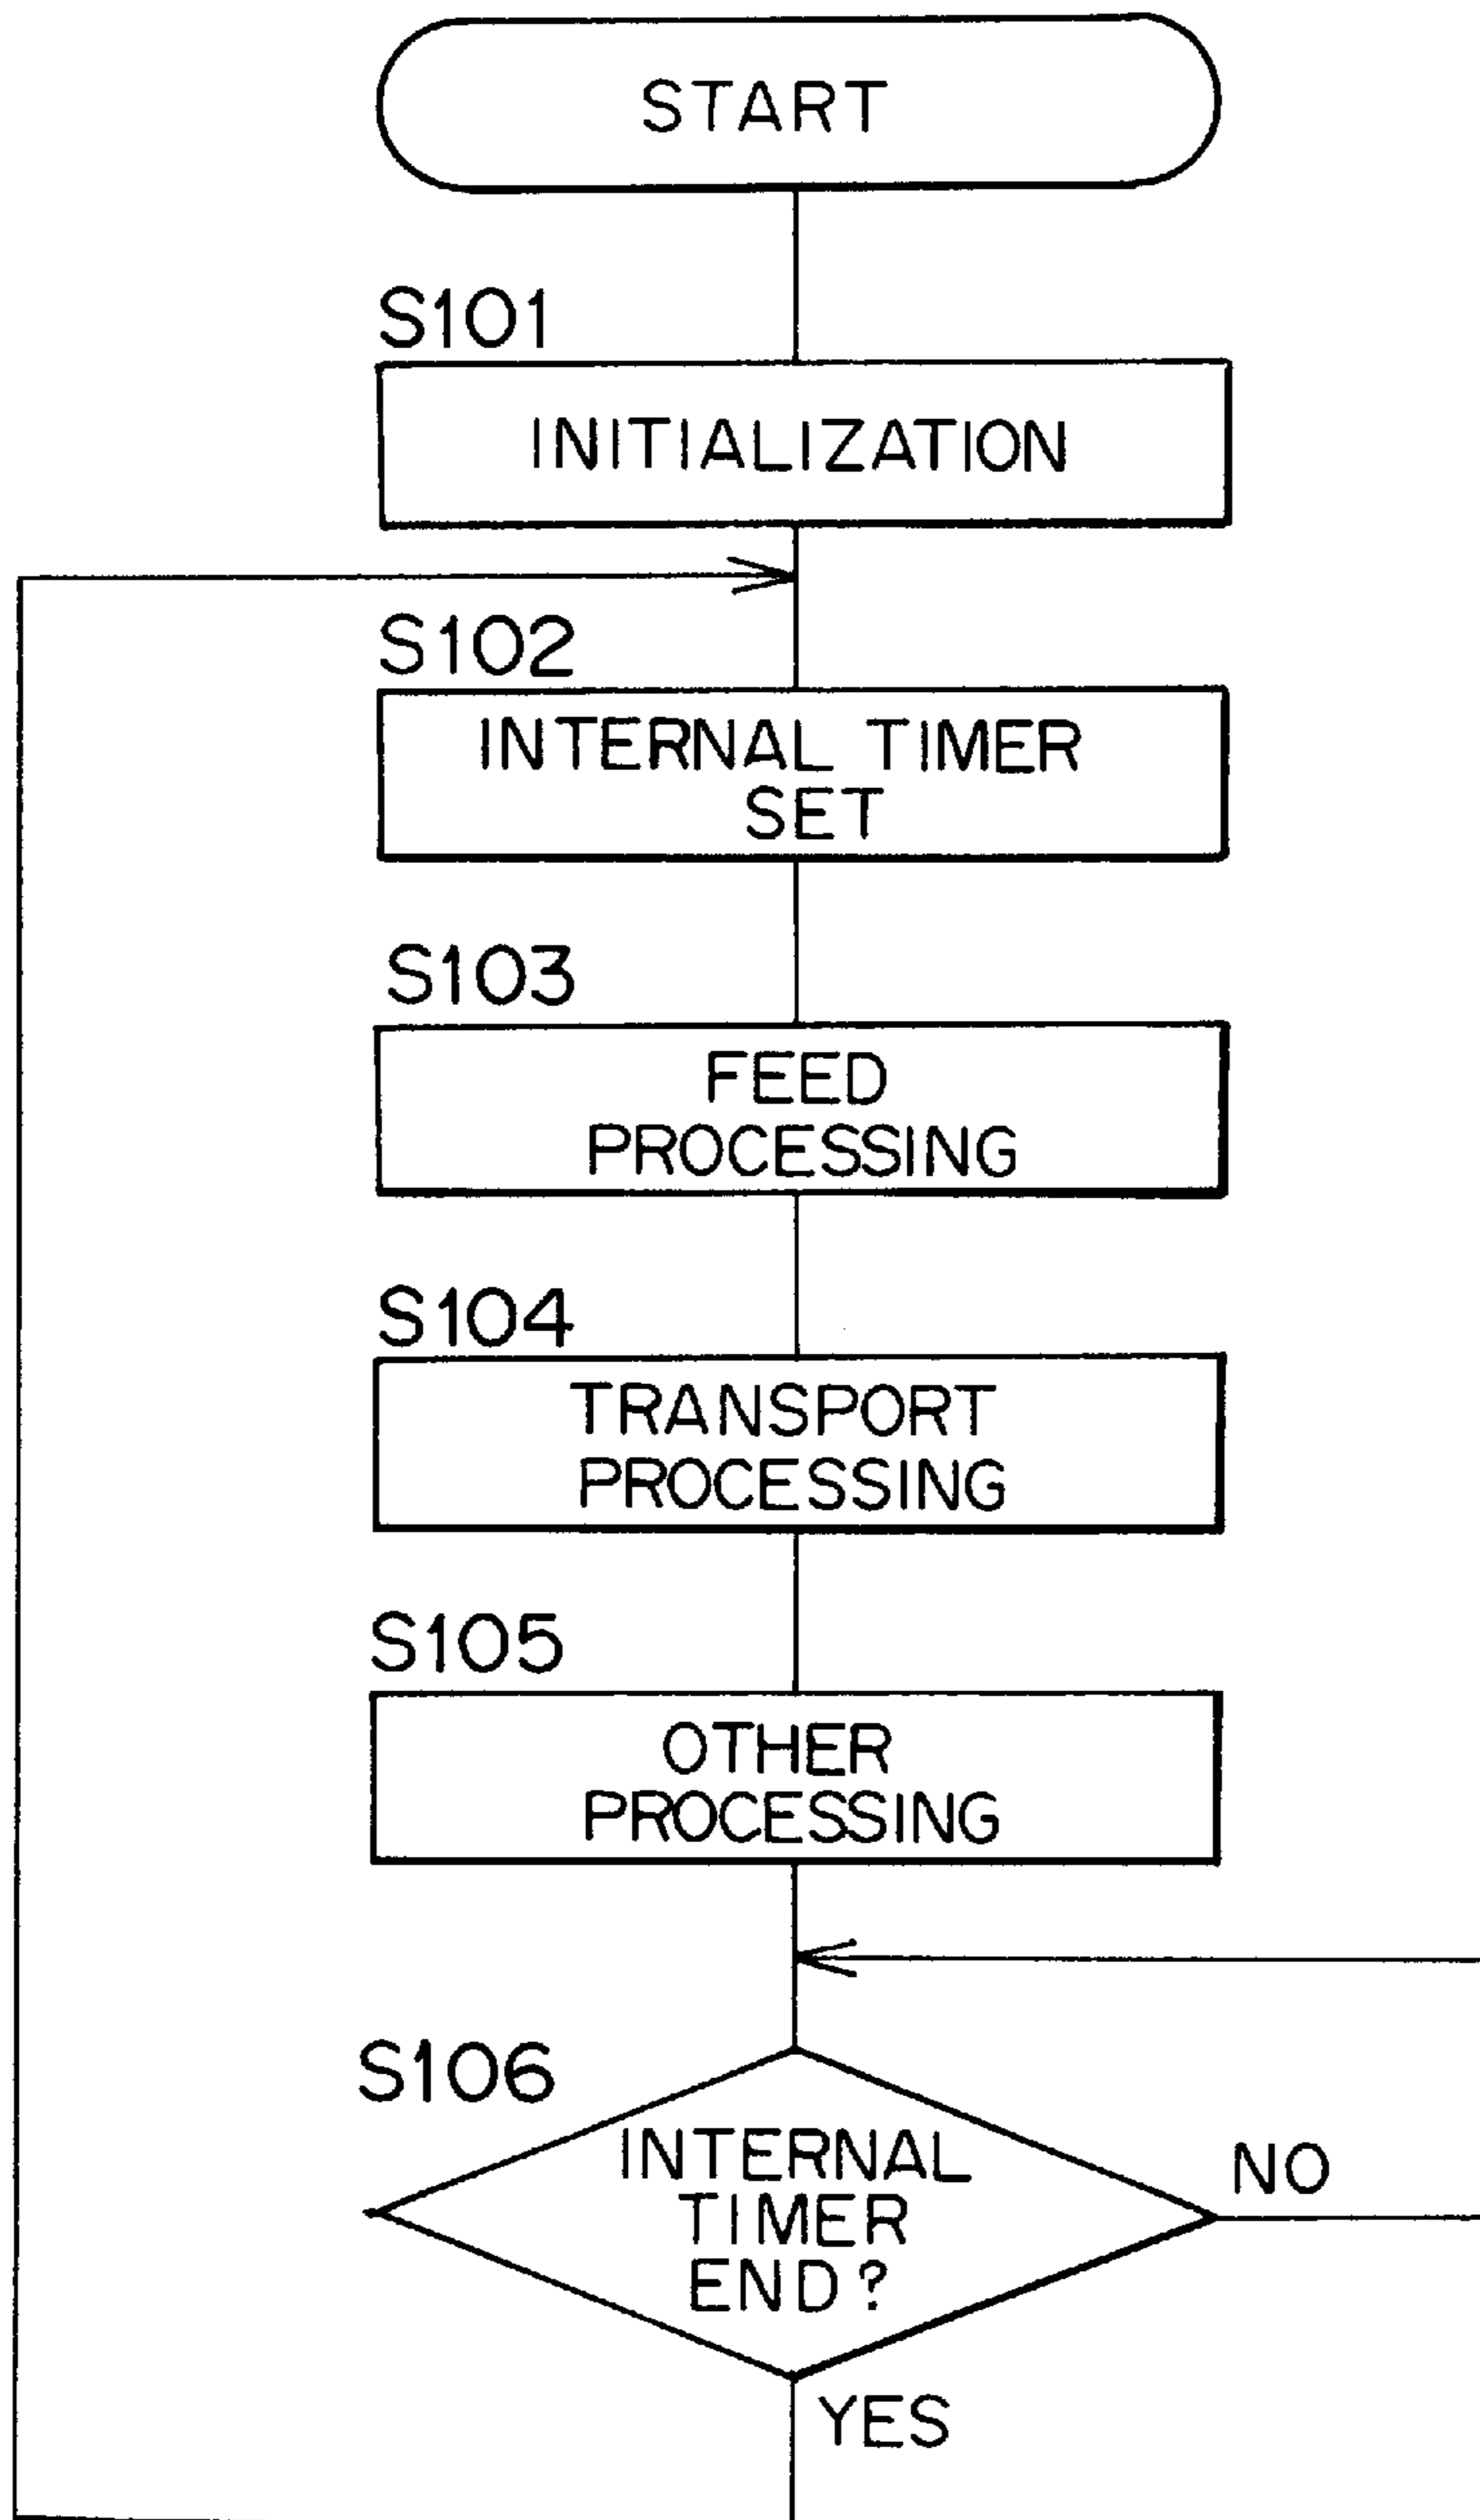 START
S101
INITIALIZATION
S102
INTERNAL TIMER
SET
S103
FEED
PROCESSING
S104
TRANSPORT
PROCESSING
S105
OTHER
PROCESSING
S106
INTERNAL
TIMER
END?
NO
YES